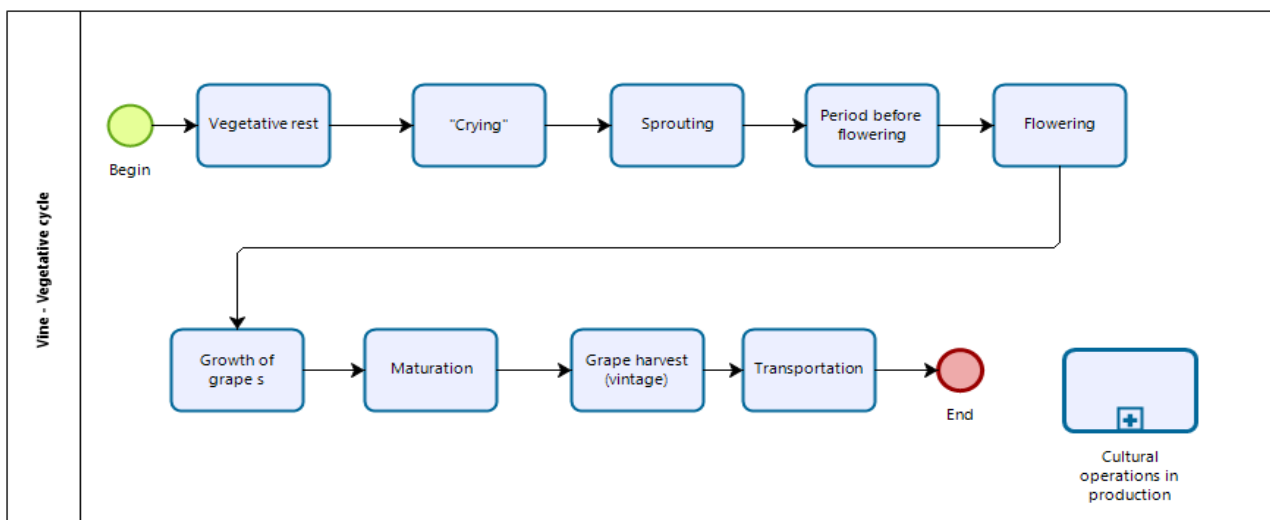 Vine - Vegetative cycle
Begin
Vegetative rest
"Crying"
Sprouting
Period before
flowering
Flowering
Growth of
grape s
Maturation
Grape harvest
(vintage)
Transportation
End
Cultural
operations in
production